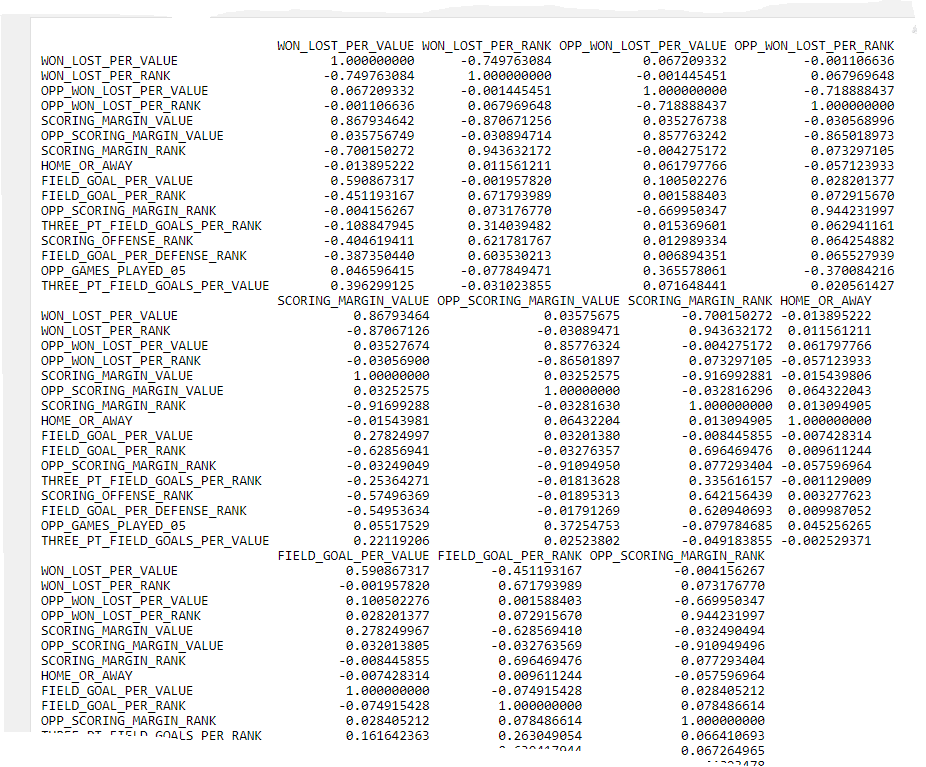 WON_LOST_PER_VALUE WON_LOST_PER_RANK OPP_WON_LOST_PER_VALUE OPP_WON_LOST_PER_RANK
WON_LOST_PER_VALUE 1.000000000 -0.749763084 0.067209332 -0.001106636
WON_LOST_PER_RANK -0.749763084 1.000000000 -0.001445451 0.067969648
OPP_WON_LOST_PER_VALUE 0.067209332 -0.001445451 1.000000000 -0.718888437
OPP_WON_LOST_PER_RANK -0.001106636 0.067969648 -0.718888437 1.000000000
SCORING_MARGIN_VALUE 0.867934642 -0.870671256 0.035276738 -0.030568996
OPP_SCORING_MARGIN_VALUE 0.035756749 -0.030894714 0.857763242 -0.865018973
SCORING_MARGIN_RANK -0.700150272 0.943632172 -0.004275172 0.073297105
HOME_OR_AWAY -0.013895222 0.011561211 0.061797766 -0.057123933
FIELD_GOAL_PER_VALUE 0.590867317 -0.001957820 0.100502276 0.028201377
FIELD_GOAL_PER_RANK -0.451193167 0.671793989 0.001588403 0.072915670
OPP_SCORING_MARGIN_RANK -0.004156267 0.073176770 -0.669950347 0.944231997
THREE_PT_FIELD_GOALS_PER_RANK -0.108847945 0.314039482 0.015369601 0.062941161
SCORING_OFFENSE_RANK -0.404619411 0.621781767 0.012989334 0.064254882
FIELD_GOAL_PER_DEFENSE_RANK -0.387350440 0.603530213 0.006894351 0.065527939
OPP_GAMES_PLAYED_05 0.046596415 -0.077849471 0.365578061 -0.370084216
THREE_PT_FIELD_GOALS_PER_VALUE 0.396299125 -0.031023855 0.071648441 0.020561427
SCORING_MARGIN_VALUE OPP_SCORING_MARGIN_VALUE SCORING_MARGIN_RANK HOME_OR_AWAY
WON_LOST_PER_VALUE 0.86793464 0.03575675 -0.700150272 -0.013895222
WON_LOST_PER_RANK -0.87067126 -0.03089471 0.943632172 0.011561211
OPP_WON_LOST_PER_VALUE 0.03527674 0.85776324 -0.004275172 0.061797766
OPP_WON_LOST_PER_RANK -0.03056900 -0.86501897 0.073297105 -0.057123933
SCORING_MARGIN_VALUE 1.00000000 0.03252575 -0.916992881 -0.015439806
OPP_SCORING_MARGIN_VALUE 0.03252575 1.00000000 -0.032816296 0.064322043
SCORING_MARGIN_RANK -0.91699288 -0.03281630 1.000000000 0.013094905
HOME_OR_AWAY -0.01543981 0.06432204 0.013094905 1.000000000
FIELD_GOAL_PER_VALUE 0.27824997 0.03201380 -0.008445855 -0.007428314
FIELD_GOAL_PER_RANK -0.62856941 -0.03276357 0.696469476 0.009611244
OPP_SCORING_MARGIN_RANK -0.03249049 -0.91094950 0.077293404 -0.057596964
THREE_PT_FIELD_GOALS_PER_RANK -0.25364271 -0.01813628 0.335616157 -0.001129009
SCORING_OFFENSE_RANK -0.57496369 -0.01895313 0.642156439 0.003277623
FIELD_GOAL_PER_DEFENSE_RANK -0.54953634 -0.01791269 0.620940693 0.009987052
OPP_GAMES_PLAYED_05 0.05517529 0.37254753 -0.079784685 0.045256265
THREE_PT_FIELD_GOALS_PER_VALUE 0.22119206 0.02523802 -0.049183855 -0.002529371
FIELD_GOAL_PER_VALUE FIELD_GOAL_PER_RANK OPP_SCORING_MARGIN_RANK
WON_LOST_PER_VALUE 0.590867317 -0.451193167 -0.004156267
WON_LOST_PER_RANK -0.001957820 0.671793989 0.073176770
OPP_WON_LOST_PER_VALUE 0.100502276 0.001588403 -0.669950347
OPP_WON_LOST_PER_RANK 0.028201377 0.072915670 0.944231997
SCORING_MARGIN_VALUE 0.278249967 -0.628569410 -0.032490494
OPP_SCORING_MARGIN_VALUE 0.032013805 -0.032763569 -0.910949496
SCORING_MARGIN_RANK -0.008445855 0.696469476 0.077293404
HOME_OR_AWAY -0.007428314 0.009611244 -0.057596964
FIELD_GOAL_PER_VALUE 1.000000000 -0.074915428 0.028405212
FIELD_GOAL_PER_RANK -0.074915428 1.000000000 0.078486614
OPP_SCORING_MARGIN_RANK 0.028405212 0.078486614 1.000000000
THREE_PT_FIELD_GOALS_PER_RANK 0.161642363 0.263049054 0.066410693
0.067264965